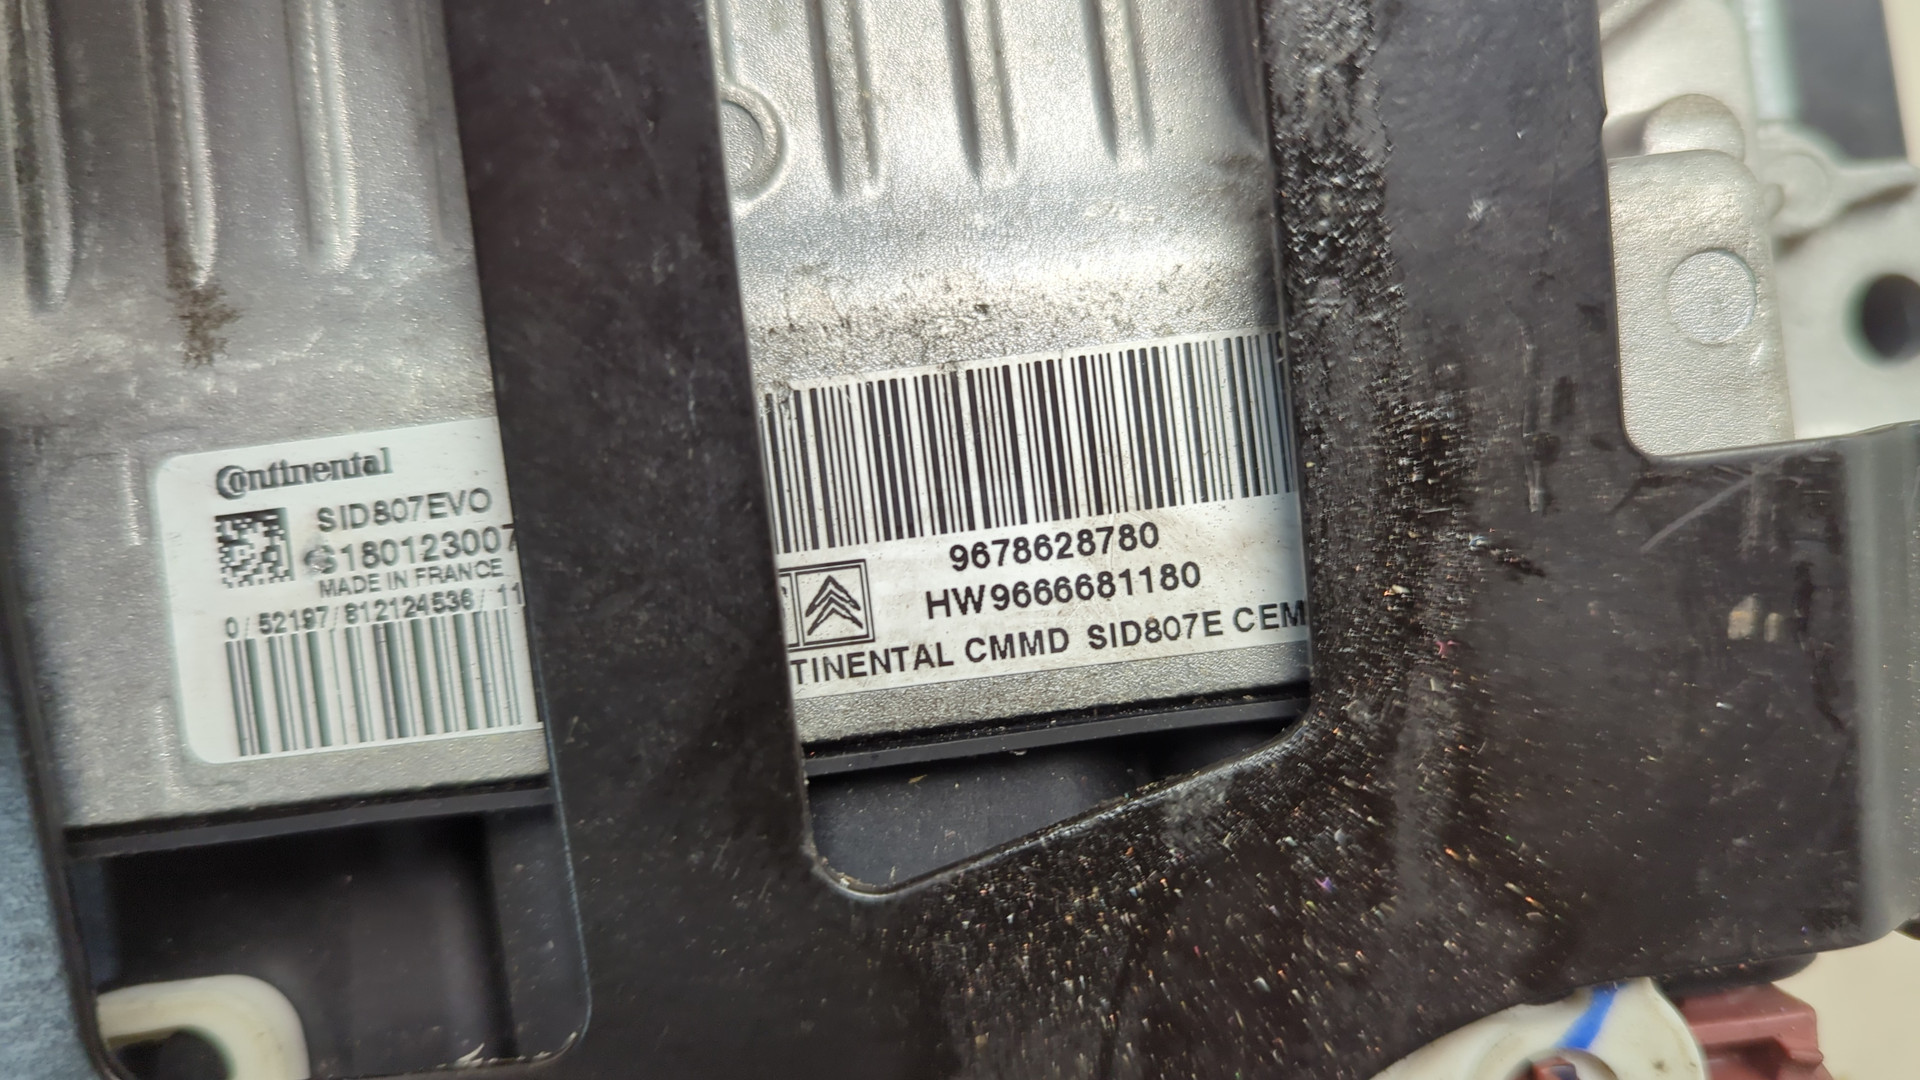 Continental
SID807EVO
S180123007
MADE IN FRANCE
0/ 52197/ 812124536/ 11
9678628780
HW9666681180
TINENTAL CMMD SID807E CEM